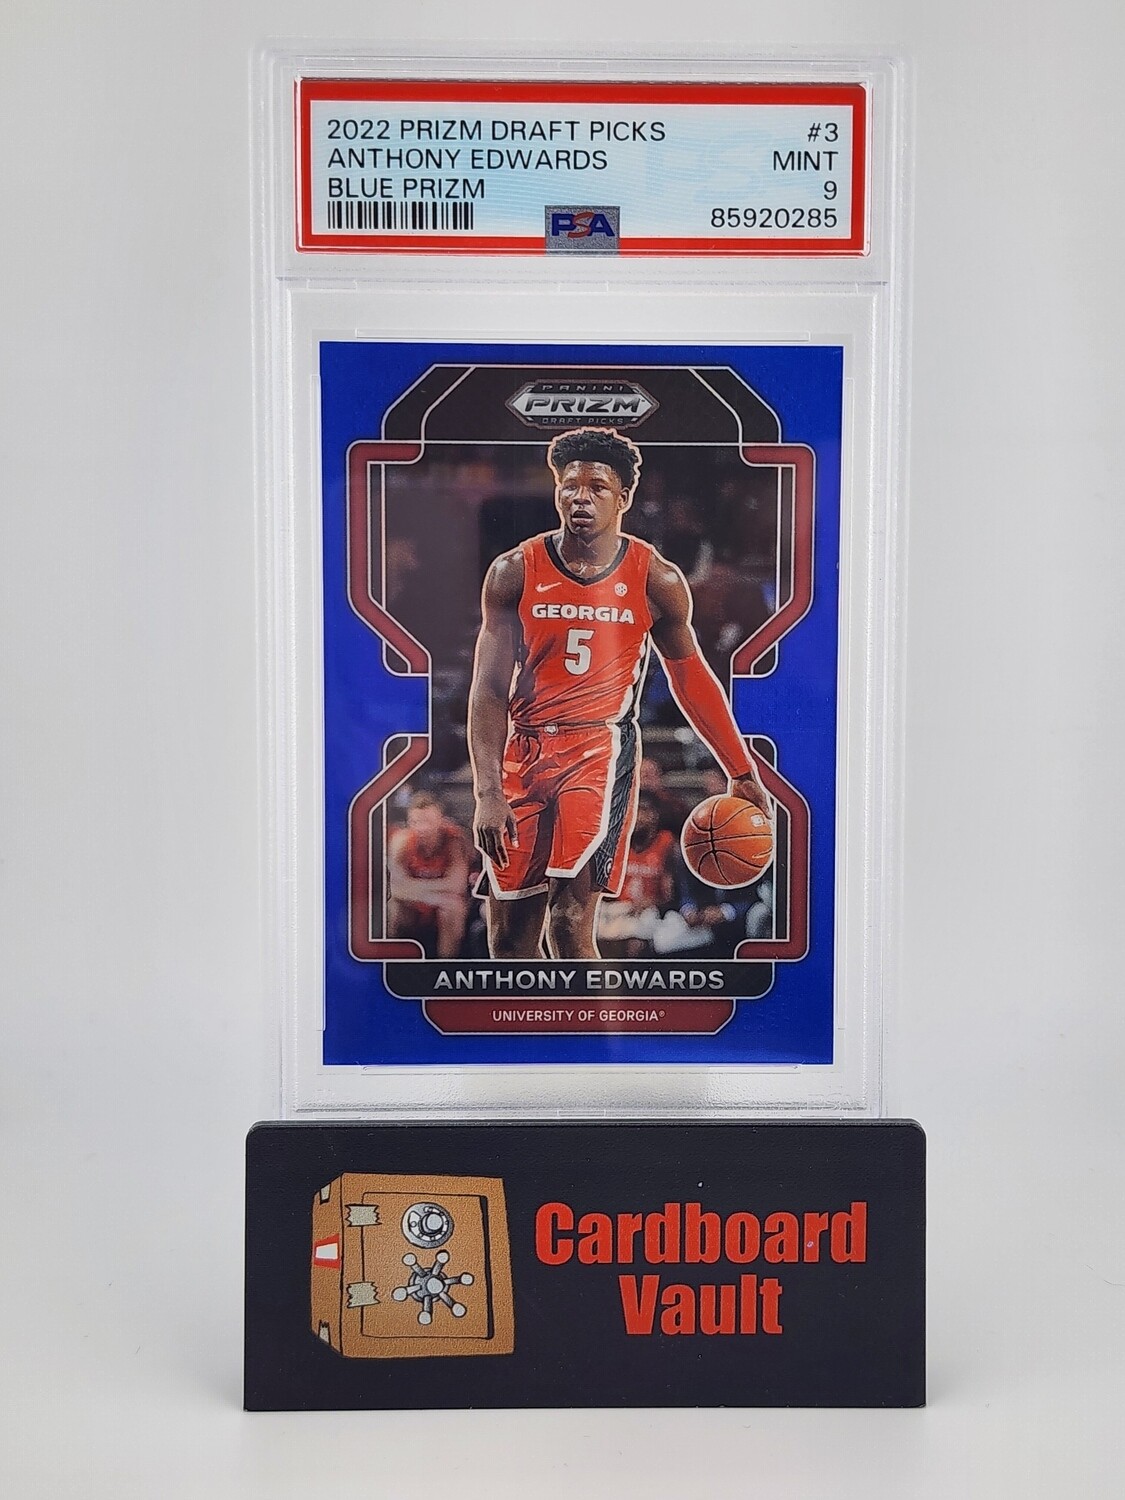 2022 PRIZM DRAFT PICKS #3
ANTHONY EDWARDS MINT
BLUE PRIZM 9
PSA 85920285
PANINI
PRIZM
DRAFT PICKS
GEORGIA
5
ANTHONY EDWARDS
UNIVERSITY OF GEORGIA®
Cardboard
Vault